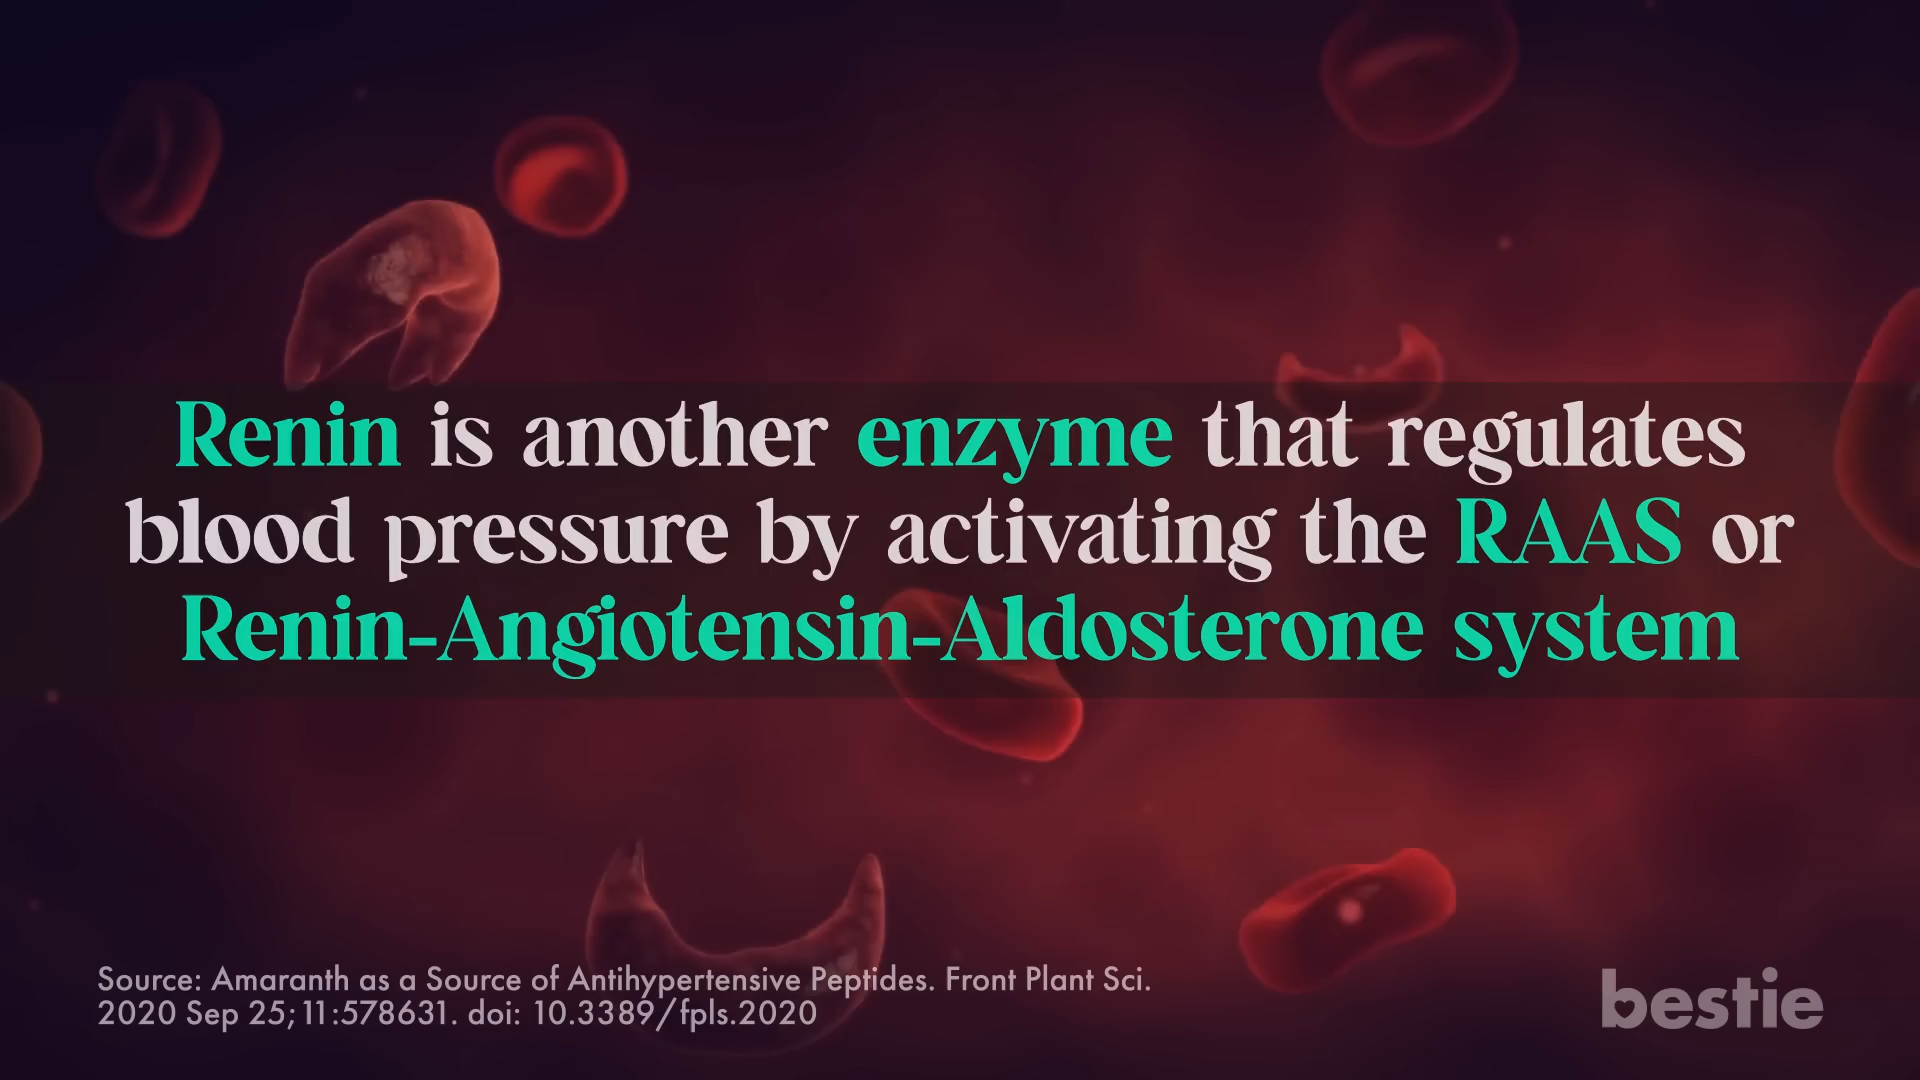 Renin is another enzyme that regulates
blood pressure by activating the RAAS or
Renin-Angiotensin-Aldosterone system
Source: Amaranth as a Source of Antihypertensive Peptides. Front Plant Sci.
2020 Sep 25;11:578631. doi: 10.3389/fpls.2020
bestie